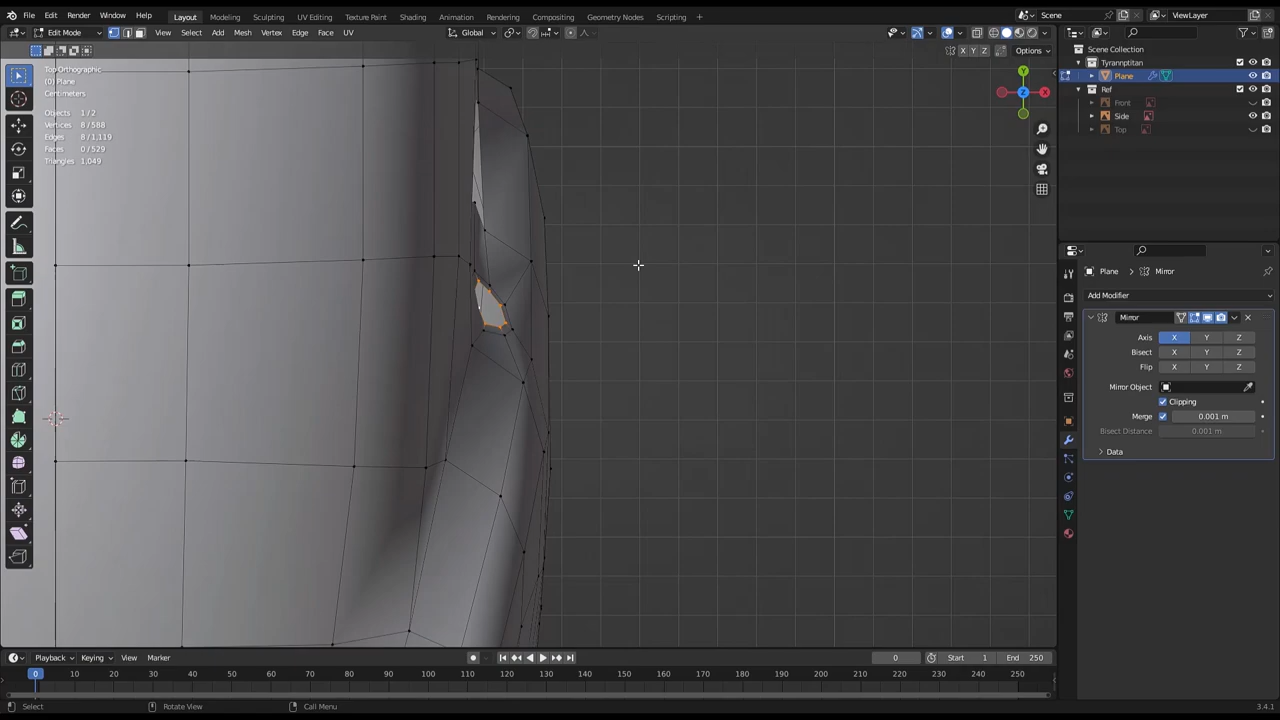 File Edit Render Window Help Layout Modeling Sculpting UV Editing Texture Paint Shading Animation Rendering Compositing Geometry Nodes Scripting + Scene ViewLayer
Edit Mode View Select Add Mesh Vertex Edge Face UV Global
X Y Z Options
Top Orthographic
(0) Plane
Centimeters
Objects 1/2
Vertices 8/588
Edges 8/1,119
Faces 0/529
Triangles 1,049
Y
Z X
Scene Collection
Tyrannptitan
Plane
Ref
Front
Side
Top
Plane > Mirror
Add Modifier
Mirror
Axis X Y Z
Bisect X Y Z
Flip X Y Z
Mirror Object
Clipping
Merge 0.001 m
Bisect Distance 0.001 m
Data
Playback Keying View Marker 0 Start 1 End 250
0 10 20 30 40 50 60 70 80 90 100 110 120 130 140 150 160 170 180 190 200 210 220 230 240 250
Select Rotate View Call Menu 3.4.1